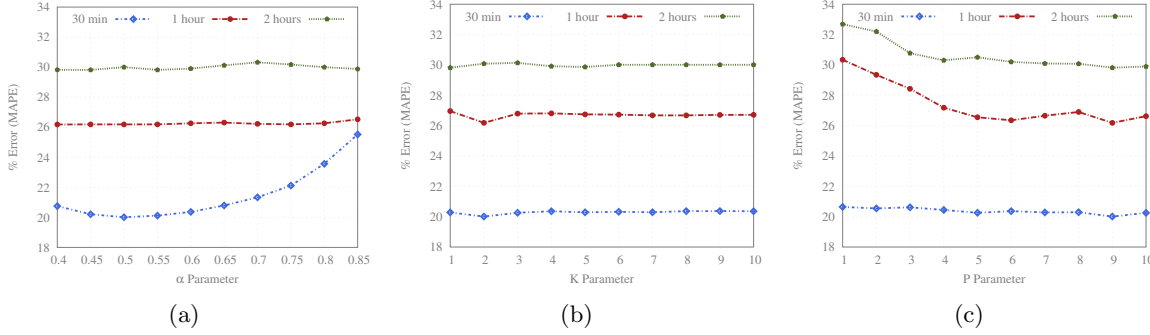 34
32
30
28
26
24
22
20
18
% Error (MAPE)
30 min 1 hour 2 hours
0.4 0.45 0.5 0.55 0.6 0.65 0.7 0.75 0.8 0.85
α Parameter
(a)
34
32
30
28
26
24
22
20
18
% Error (MAPE)
30 min 1 hour 2 hours
1 2 3 4 5 6 7 8 9 10
K Parameter
(b)
34
32
30
28
26
24
22
20
18
% Error (MAPE)
30 min 1 hour 2 hours
1 2 3 4 5 6 7 8 9 10
P Parameter
(c)